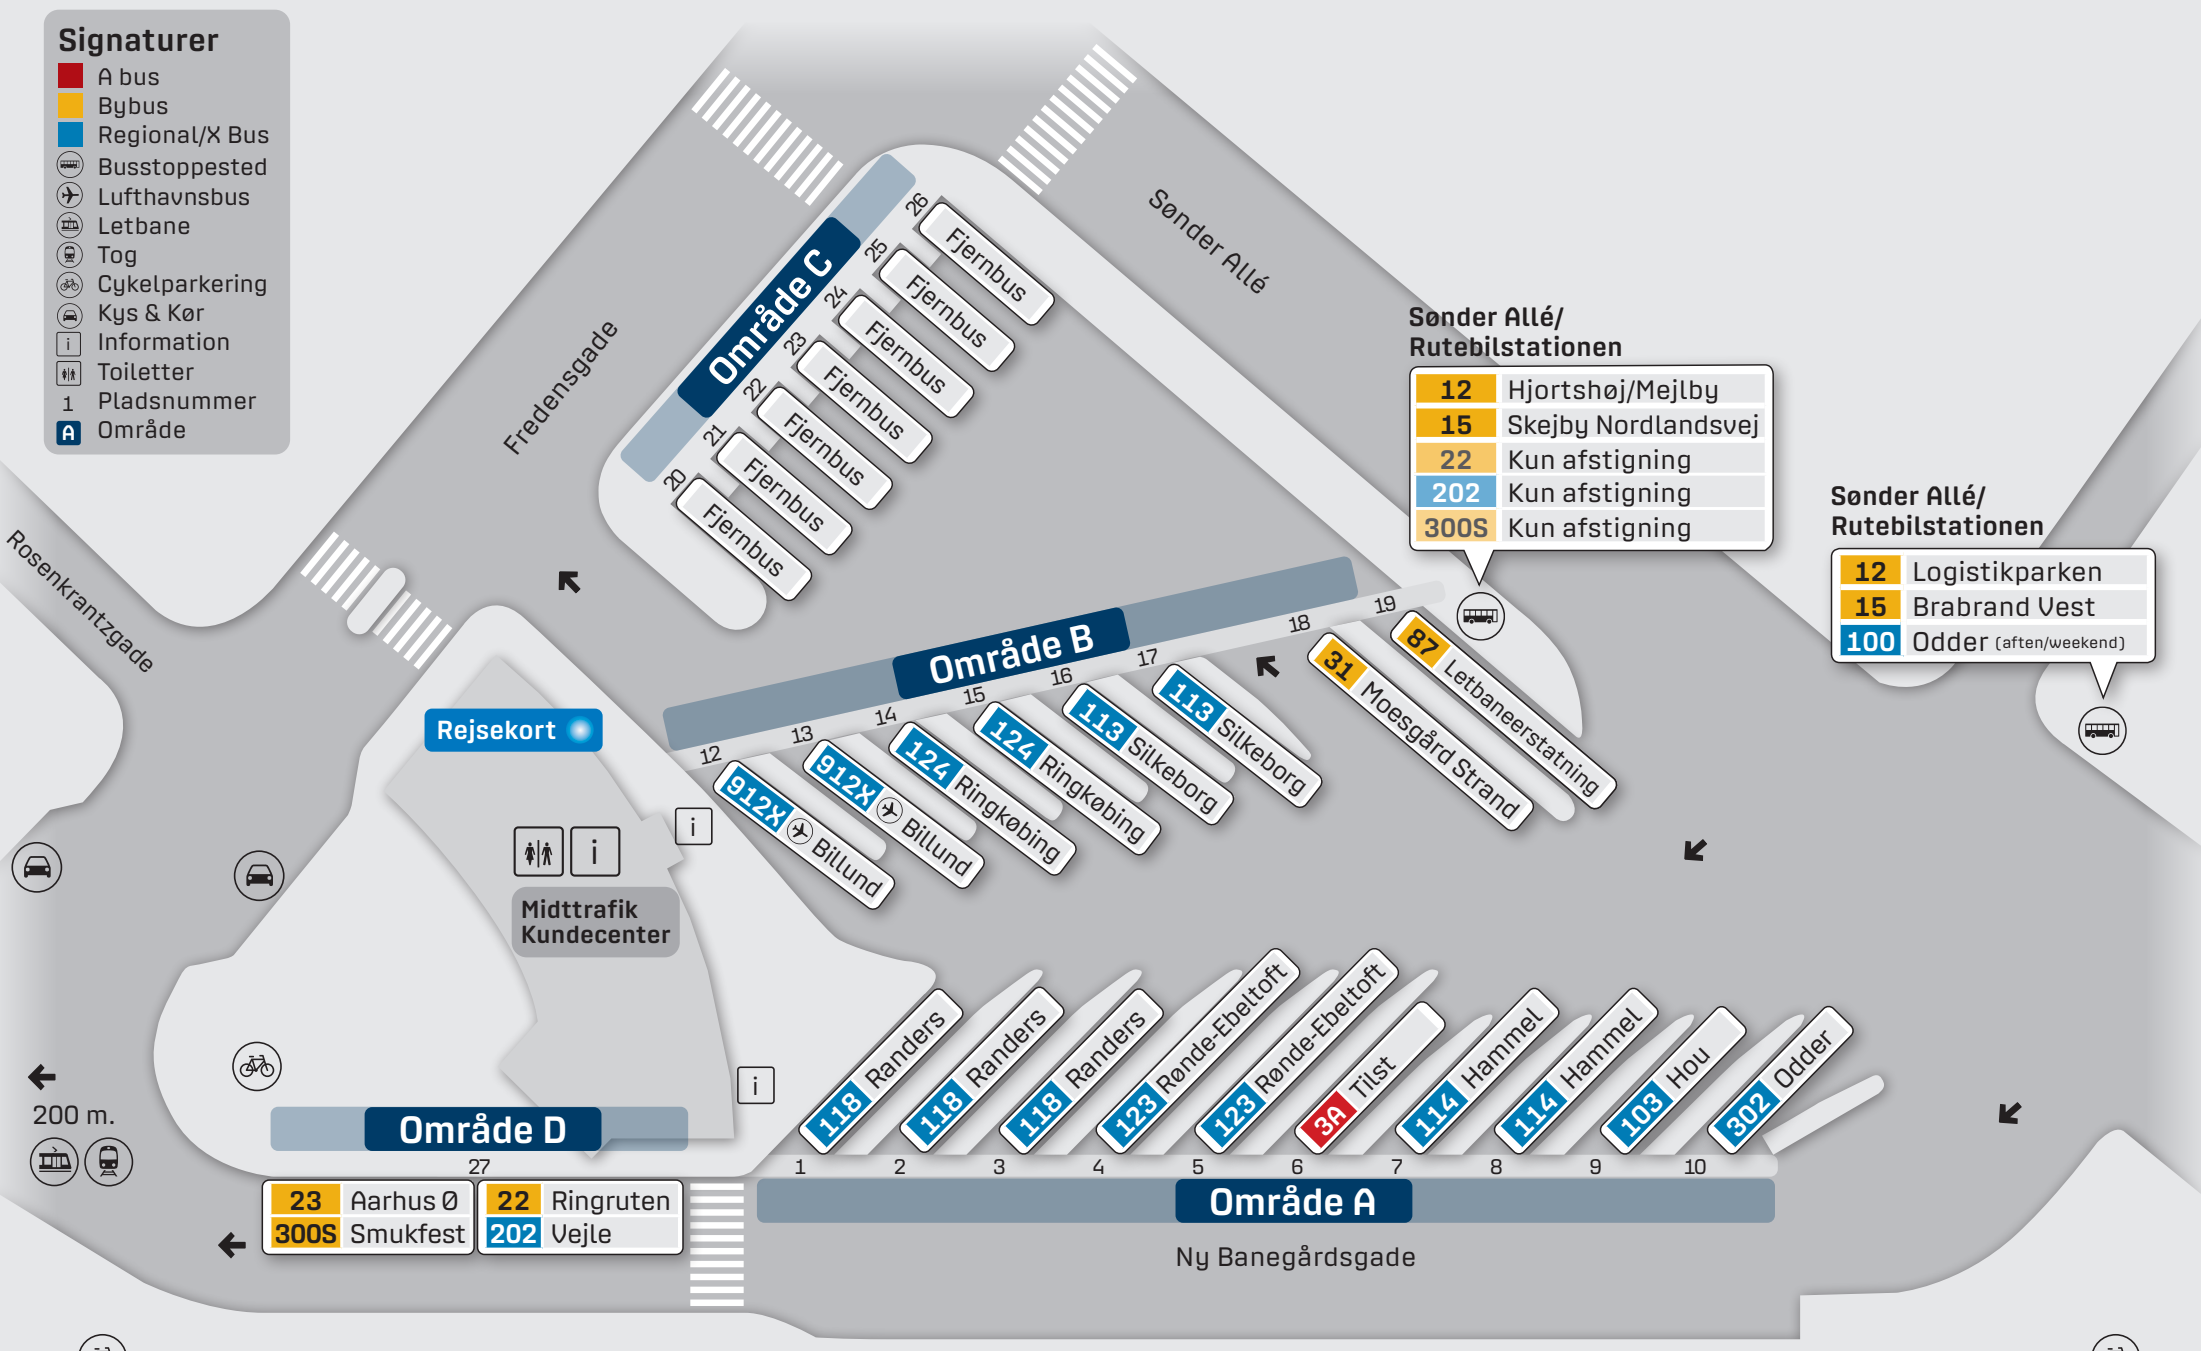 Signaturer
A bus
Bybus
Regional/X Bus
Busstoppested
Lufthavnsbus
Letbane
Tog
Cykelparkering
Kys & Kør
i Information
Toiletter
1 Pladsnummer
A Område
Fredensgade
Rosenkrantzgade
Sønder Allé
Område C
26 Fjernbus
25 Fjernbus
24 Fjernbus
23 Fjernbus
22 Fjernbus
21 Fjernbus
20 Fjernbus
Sønder Allé/
Rutebilstationen
12 Hjortshøj/Mejlby
15 Skejby Nordlandsvej
22 Kun afstigning
202 Kun afstigning
300S Kun afstigning
Sønder Allé/
Rutebilstationen
12 Logistikparken
15 Brabrand Vest
100 Odder (aften/weekend)
Område B
12 912X Billund
13 912X Billund
14 124 Ringkøbing
15 124 Ringkøbing
16 113 Silkeborg
17 113 Silkeborg
18 31 Moesgård Strand
19 87 Letbaneerstatning
Rejsekort
i
i
Midttrafik
Kundecenter
i
200 m.
Område D
27
23 Aarhus Ø
300S Smukfest
22 Ringruten
202 Vejle
118 Randers
118 Randers
118 Randers
123 Rønde-Ebeltoft
123 Rønde-Ebeltoft
3A Tilst
114 Hammel
114 Hammel
103 Hou
302 Odder
1 2 3 4 5 6 7 8 9 10
Område A
Ny Banegårdsgade